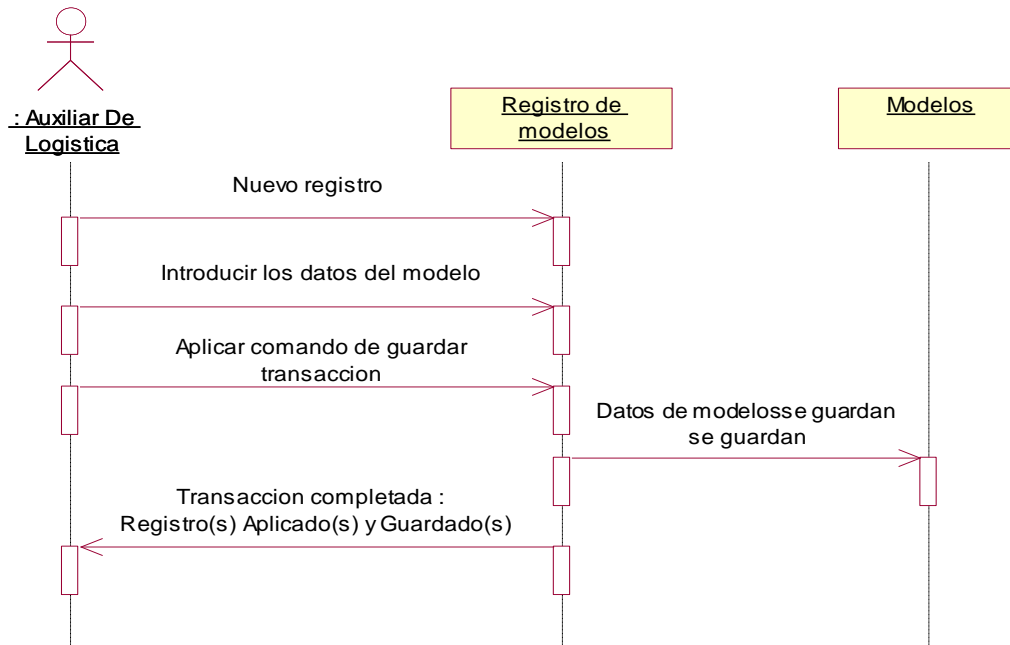 : Auxiliar De
Logistica
Registro de
modelos
Modelos
Nuevo registro
Introducir los datos del modelo
Aplicar comando de guardar
transaccion
Datos de modelosse guardan
se guardan
Transaccion completada :
Registro(s) Aplicado(s) y Guardado(s)